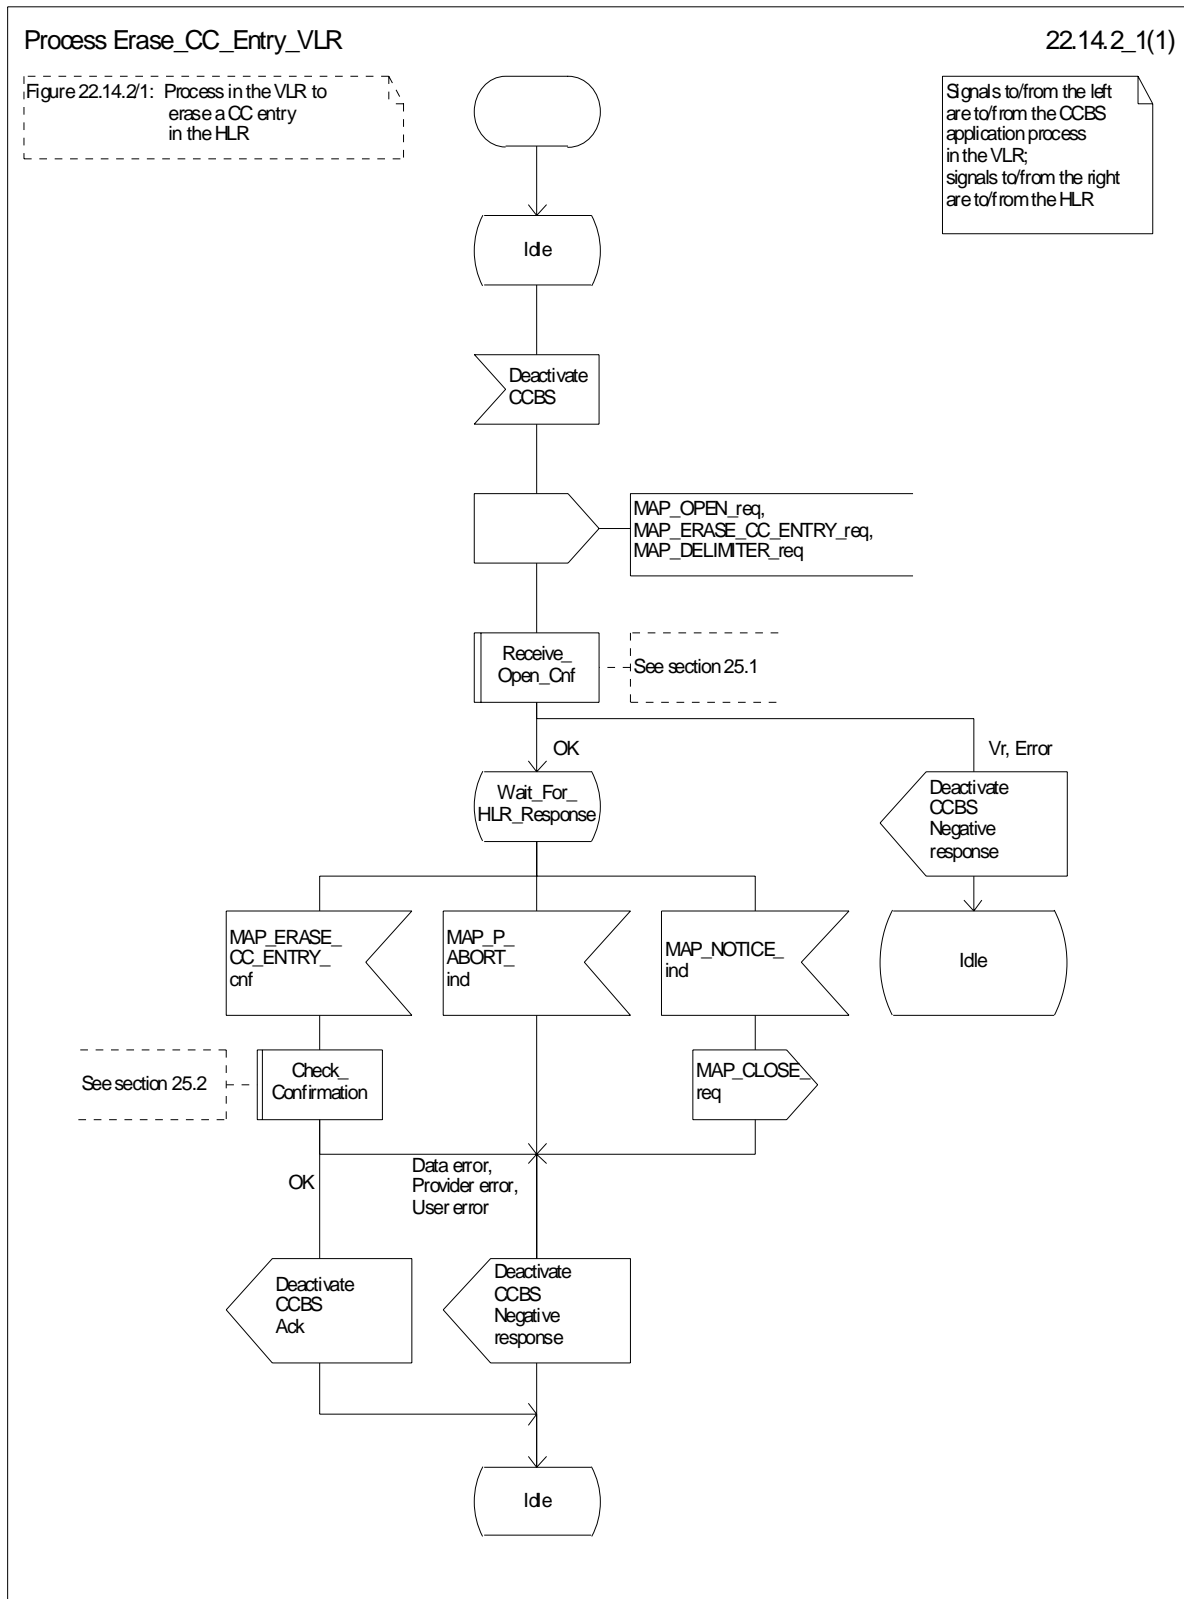 Process Erase_CC_Entry_VLR
22.14.2_1(1)
Figure 22.14.2/1: Process in the VLR to
erase a CC entry
in the HLR
Signals to/from the left
are to/from the CCBS
application process
in the VLR;
signals to/from the right
are to/from the HLR
Idle
Deactivate
CCBS
MAP_OPEN_req,
MAP_ERASE_CC_ENTRY_req,
MAP_DELIMITER_req
Receive_
Open_Cnf
See section 25.1
OK
Vr, Error
Wait_For_
HLR_Response
Deactivate
CCBS
Negative
response
MAP_ERASE_
CC_ENTRY_
cnf
MAP_P_
ABORT_
ind
MAP_NOTICE_
ind
Idle
See section 25.2
Check_
Confirmation
MAP_CLOSE_
req
OK
Data error,
Provider error,
User error
Deactivate
CCBS
Ack
Deactivate
CCBS
Negative
response
Idle